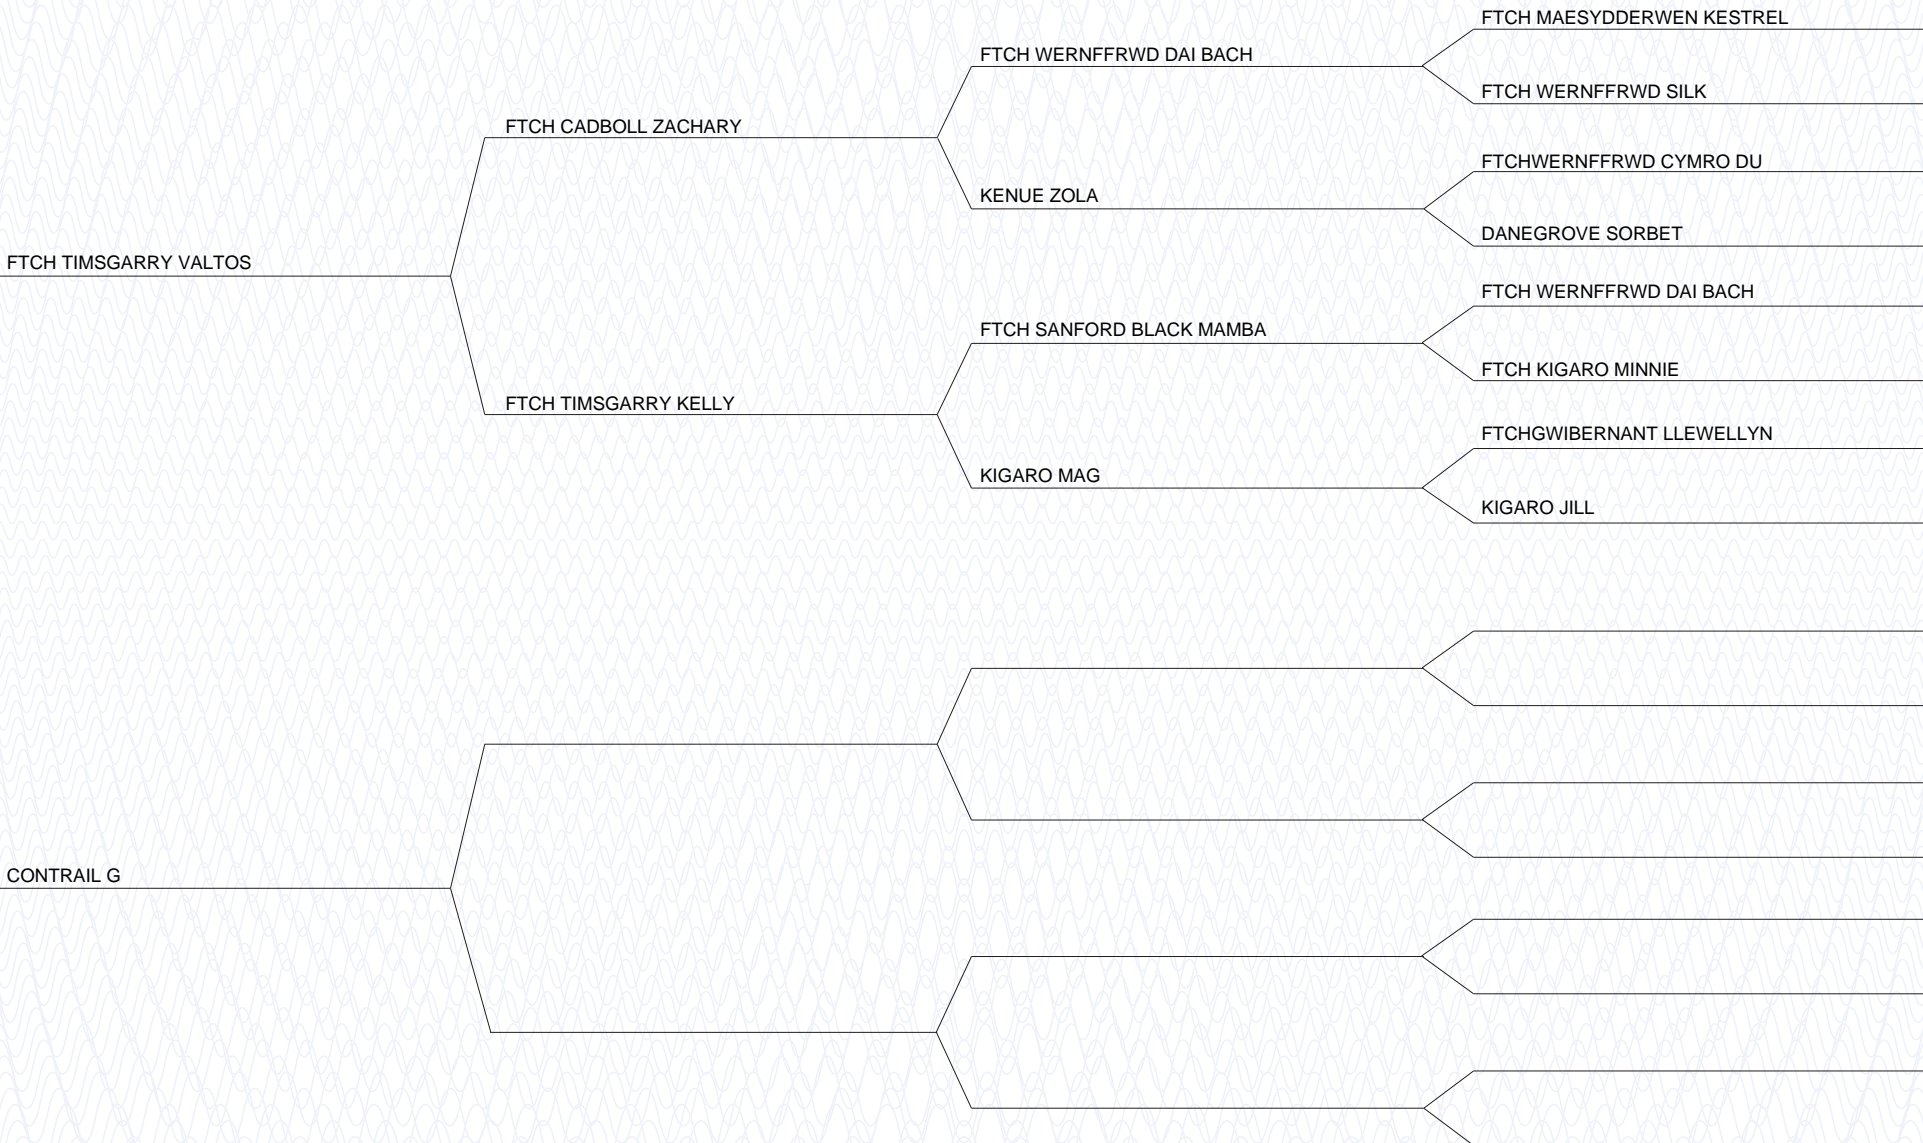 FTCH MAESYDDERWEN KESTREL
FTCH WERNFFRWD DAI BACH
FTCH WERNFFRWD SILK
FTCH CADBOLL ZACHARY
FTCHWERNFFRWD CYMRO DU
KENUE ZOLA
DANEGROVE SORBET
FTCH TIMSGARRY VALTOS
FTCH WERNFFRWD DAI BACH
FTCH SANFORD BLACK MAMBA
FTCH KIGARO MINNIE
FTCH TIMSGARRY KELLY
FTCHGWIBERNANT LLEWELLYN
KIGARO MAG
KIGARO JILL
CONTRAIL G